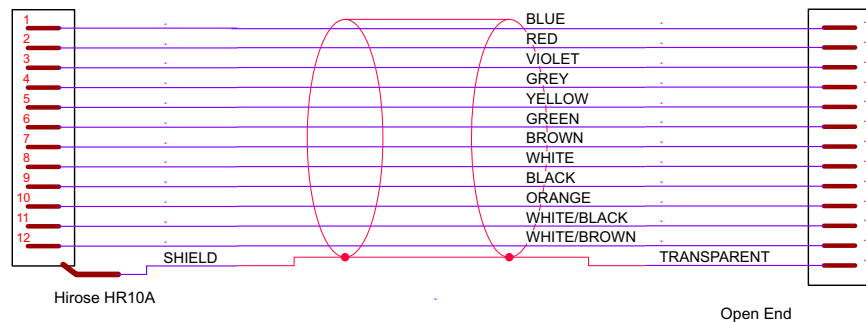 1 BLUE
2 RED
3 VIOLET
4 GREY
5 YELLOW
6 GREEN
7 BROWN
8 WHITE
9 BLACK
10 ORANGE
11 WHITE/BLACK
12 WHITE/BROWN
SHIELD TRANSPARENT
Hirose HR10A
Open End